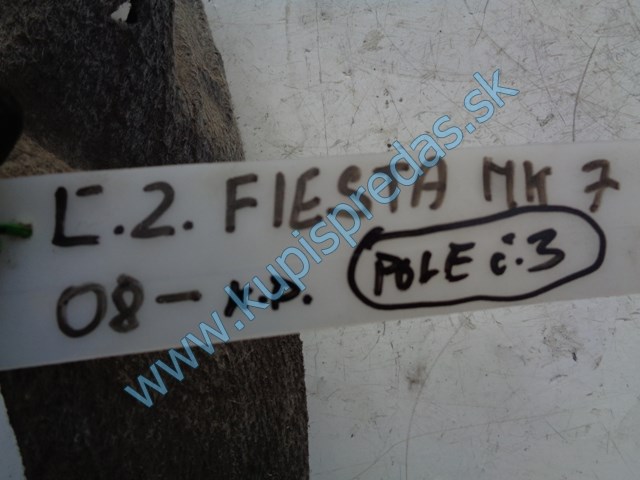 Ľ.Z. FIESTA MK 7
08-
POLE č.3
www.kupispredas.sk